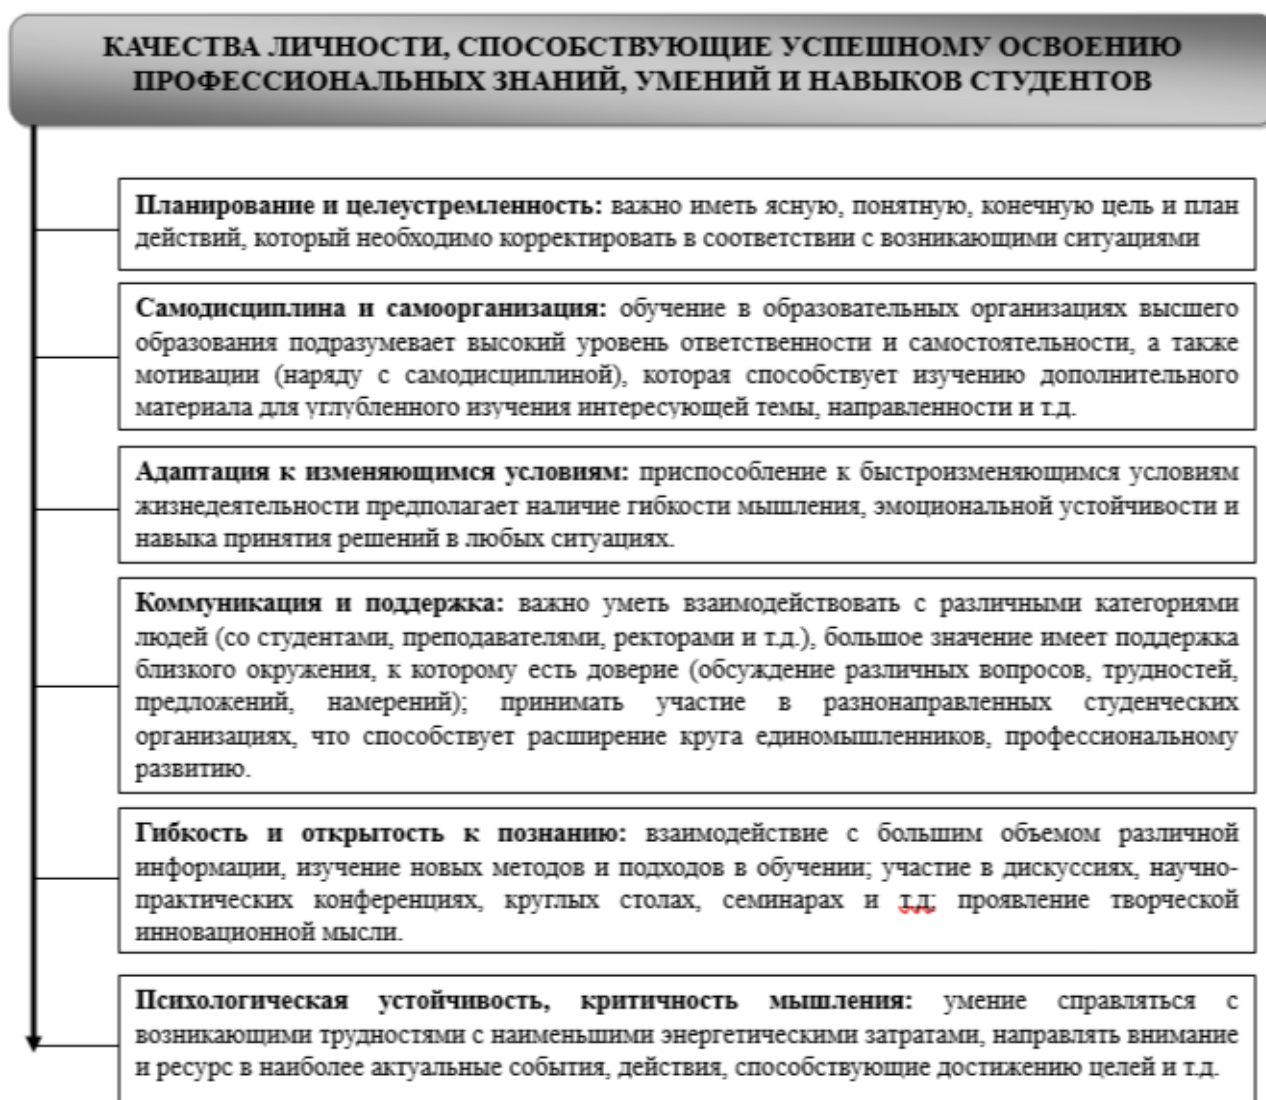 КАЧЕСТВА ЛИЧНОСТИ, СПОСОБСТВУЮЩИЕ УСПЕШНОМУ ОСВОЕНИЮ
ПРОФЕССИОНАЛЬНЫХ ЗНАНИЙ, УМЕНИЙ И НАВЫКОВ СТУДЕНТОВ
Планирование и целеустремленность: важно иметь ясную, понятную, конечную цель и план
действий, который необходимо корректировать в соответствии с возникающими ситуациями
Самодисциплина и самоорганизация: обучение в образовательных организациях высшего
образования подразумевает высокий уровень ответственности и самостоятельности, а также
мотивации (наряду с самодисциплиной), которая способствует изучению дополнительного
материала для углубленного изучения интересующей темы, направленности и т.д.
Адаптация к изменяющимся условиям: приспособление к быстроизменяющимся условиям
жизнедеятельности предполагает наличие гибкости мышления, эмоциональной устойчивости и
навыка принятия решений в любых ситуациях.
Коммуникация и поддержка: важно уметь взаимодействовать с различными категориями
людей (со студентами, преподавателями, ректорами и т.д.), большое значение имеет поддержка
близкого окружения, к которому есть доверие (обсуждение различных вопросов, трудностей,
предложений, намерений); принимать участие в разнонаправленных студенческих
организациях, что способствует расширение круга единомышленников, профессиональному
развитию.
Гибкость и открытость к познанию: взаимодействие с большим объемом различной
информации, изучение новых методов и подходов в обучении; участие в дискуссиях, научно-
практических конференциях, круглых столах, семинарах и т.д; проявление творческой
инновационной мысли.
Психологическая устойчивость, критичность мышления: умение справляться с
возникающими трудностями с наименьшими энергетическими затратами, направлять внимание
и ресурс в наиболее актуальные события, действия, способствующие достижению целей и т.д.